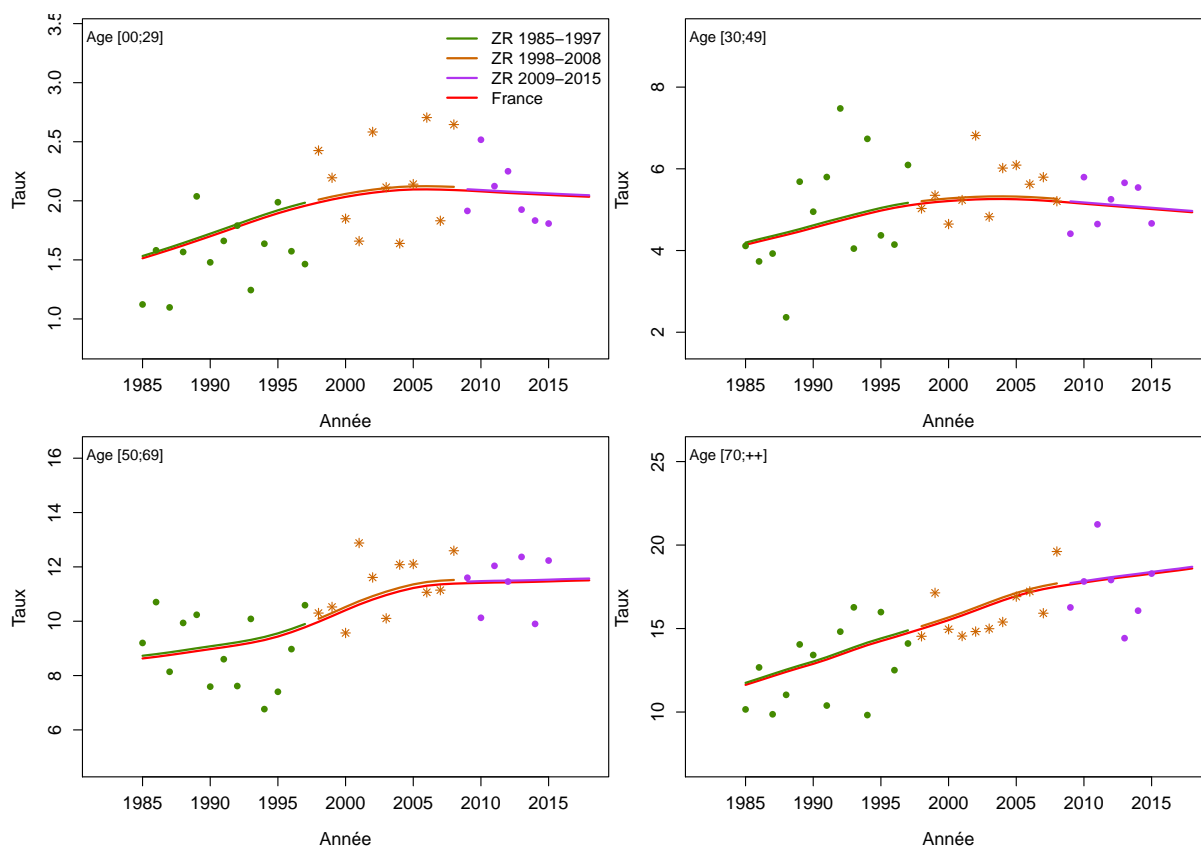 Age [00;29]
ZR 1985−1997
ZR 1998−2008
ZR 2009−2015
France
Taux
3.5
3.0
2.5
2.0
1.5
1.0
1985 1990 1995 2000 2005 2010 2015
Année
Age [30;49]
Taux
8
6
4
2
1985 1990 1995 2000 2005 2010 2015
Année
Age [50;69]
Taux
16
14
12
10
8
6
1985 1990 1995 2000 2005 2010 2015
Année
Age [70;++]
Taux
25
20
15
10
1985 1990 1995 2000 2005 2010 2015
Année